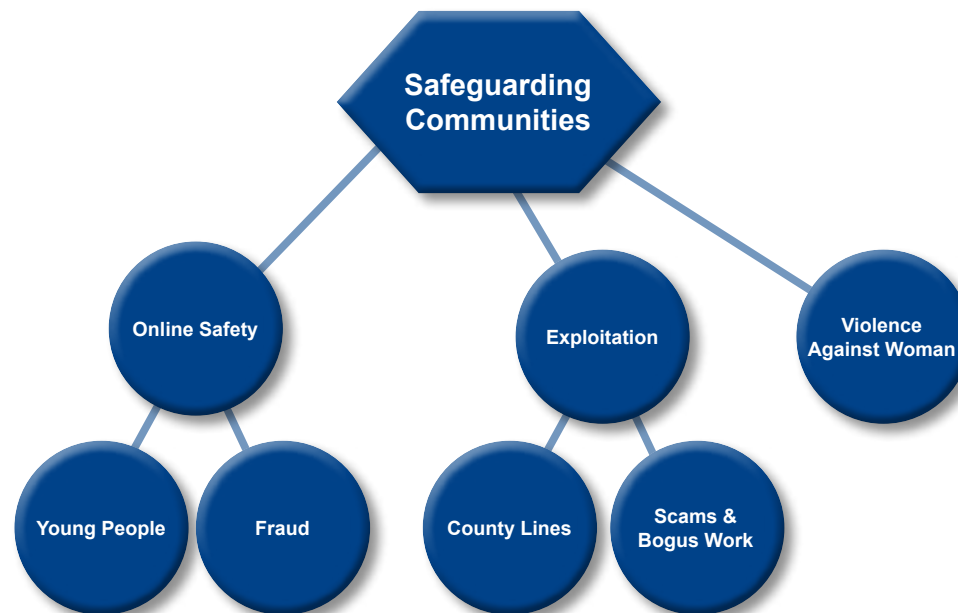 Safeguarding
Communities
Online Safety
Exploitation
Violence
Against Woman
Young People
Fraud
County Lines
Scams &
Bogus Work